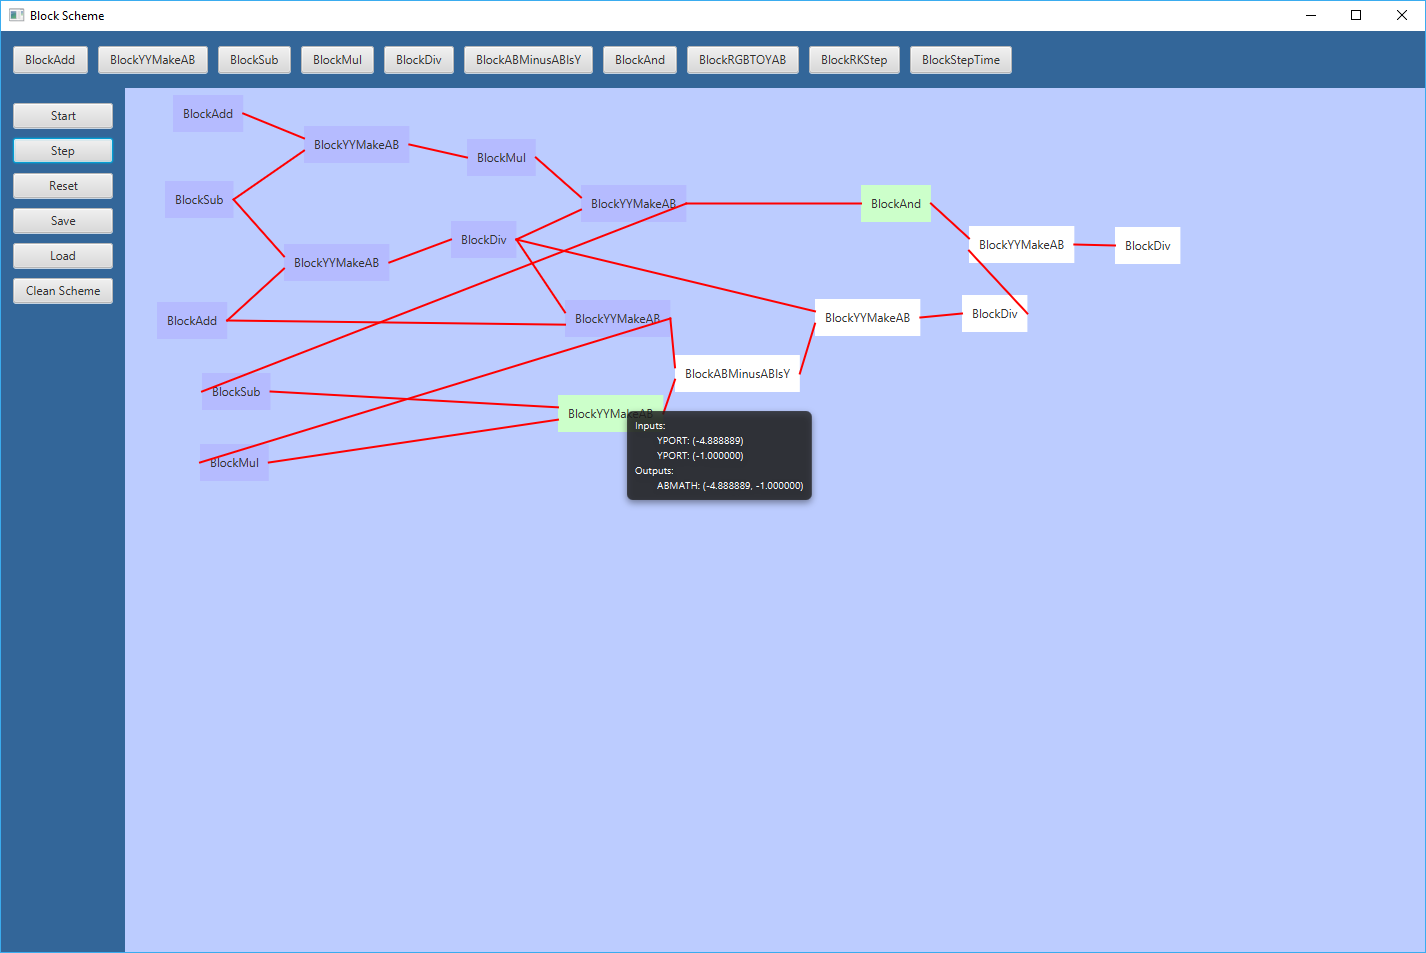 Block Scheme
BlockAdd BlockYYMakeAB BlockSub BlockMul BlockDiv BlockABMinusABIsY BlockAnd BlockRGBTOYAB BlockRKStep BlockStepTime
Start
Step
Reset
Save
Load
Clean Scheme
BlockAdd
BlockYYMakeAB
BlockMul
BlockSub
BlockYYMakeAB
BlockAnd
BlockDiv
BlockYYMakeAB
BlockDiv
BlockYYMakeAB
BlockAdd
BlockYYMakeAB
BlockYYMakeAB
BlockDiv
BlockABMinusABIsY
BlockSub
BlockYYMakeAB
BlockMul
Inputs:
YPORT: (-4.888889)
YPORT: (-1.000000)
Outputs:
ABMATH: (-4.888889, -1.000000)